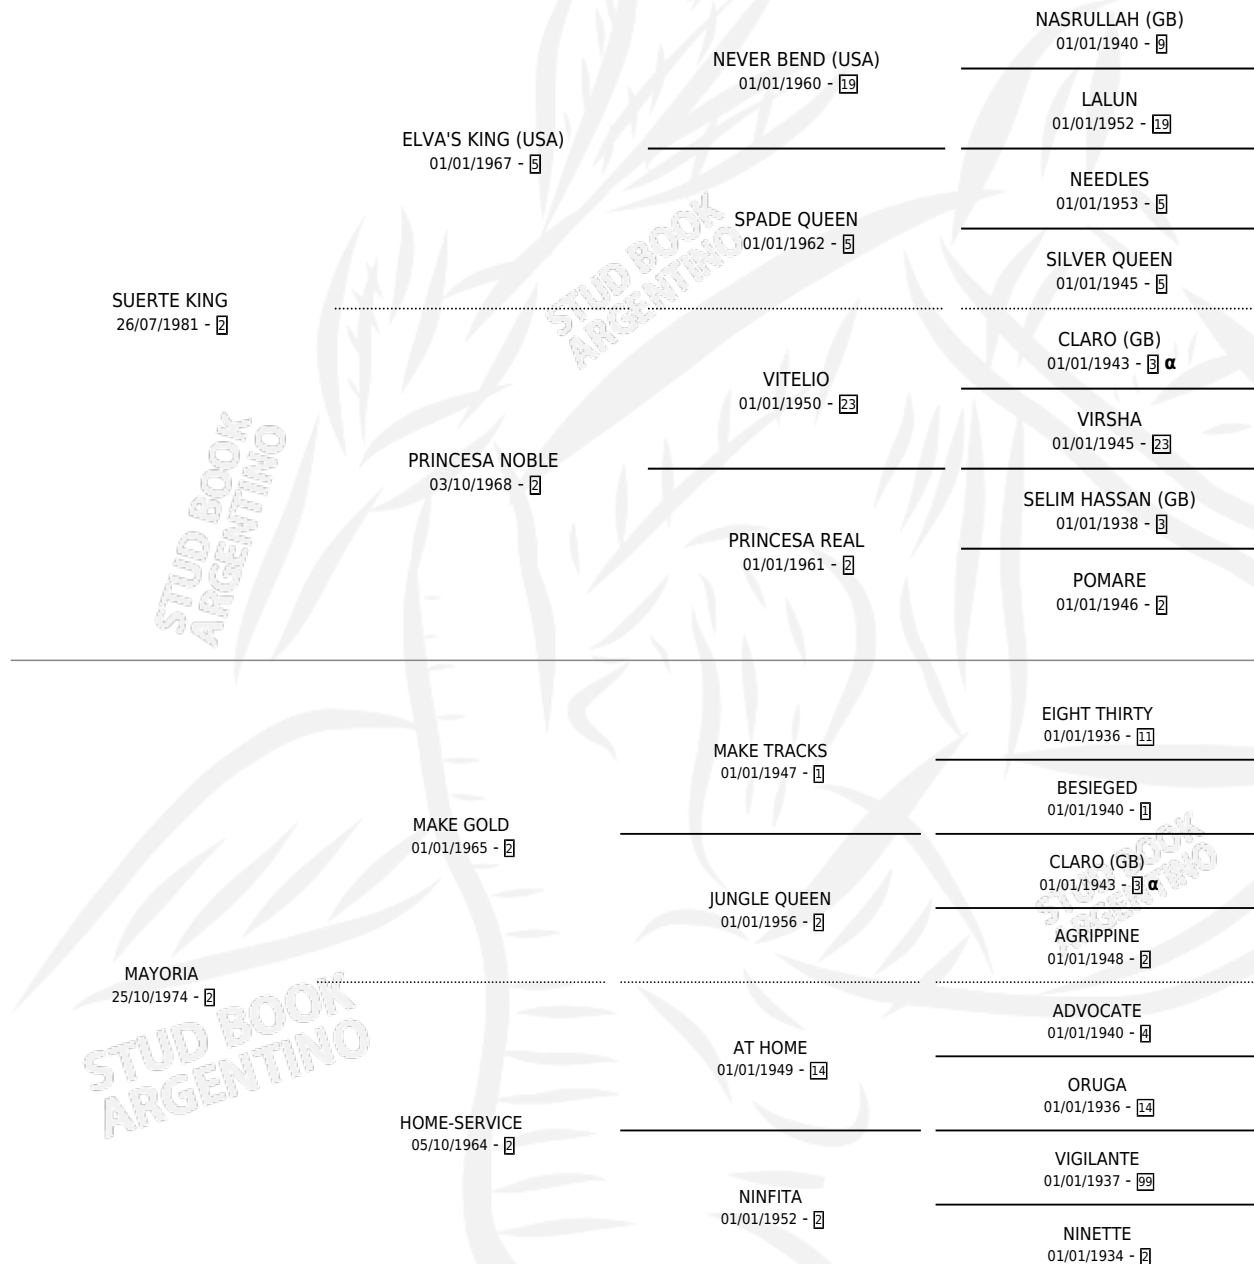 NASRULLAH (GB)
01/01/1940 - 9
NEVER BEND (USA)
01/01/1960 - 19
LALUN
01/01/1952 - 19
ELVA'S KING (USA)
01/01/1967 - 5
NEEDLES
01/01/1953 - 5
SPADE QUEEN
01/01/1962 - 5
SILVER QUEEN
01/01/1945 - 5
SUERTE KING
26/07/1981 - 2
CLARO (GB)
01/01/1943 - 3 α
VITELIO
01/01/1950 - 23
VIRSHA
01/01/1945 - 23
PRINCESA NOBLE
03/10/1968 - 2
SELIM HASSAN (GB)
01/01/1938 - 3
PRINCESA REAL
01/01/1961 - 2
POMARE
01/01/1946 - 2
EIGHT THIRTY
01/01/1936 - 11
MAKE TRACKS
01/01/1947 - 1
BESIEGED
01/01/1940 - 1
MAKE GOLD
01/01/1965 - 2
CLARO (GB)
01/01/1943 - 3 α
JUNGLE QUEEN
01/01/1956 - 2
AGRIPPINE
01/01/1948 - 2
MAYORIA
25/10/1974 - 2
ADVOCATE
01/01/1940 - 4
AT HOME
01/01/1949 - 14
ORUGA
01/01/1936 - 14
HOME-SERVICE
05/10/1964 - 2
VIGILANTE
01/01/1937 - 99
NINFITA
01/01/1952 - 2
NINETTE
01/01/1934 - 2
STUD BOOK
ARGENTINO
STUD BOOK
ARGENTINO
STUD BOOK
ARGENTINO
STUD BOOK
ARGENTINO